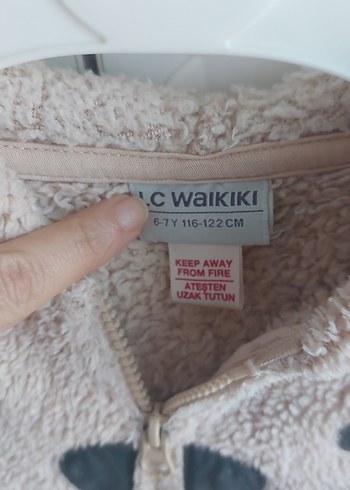 LC WAIKIKI
6-7Y 116-122 CM
KEEP AWAY
FROM FIRE
ATEŞTEN
UZAK TUTUN